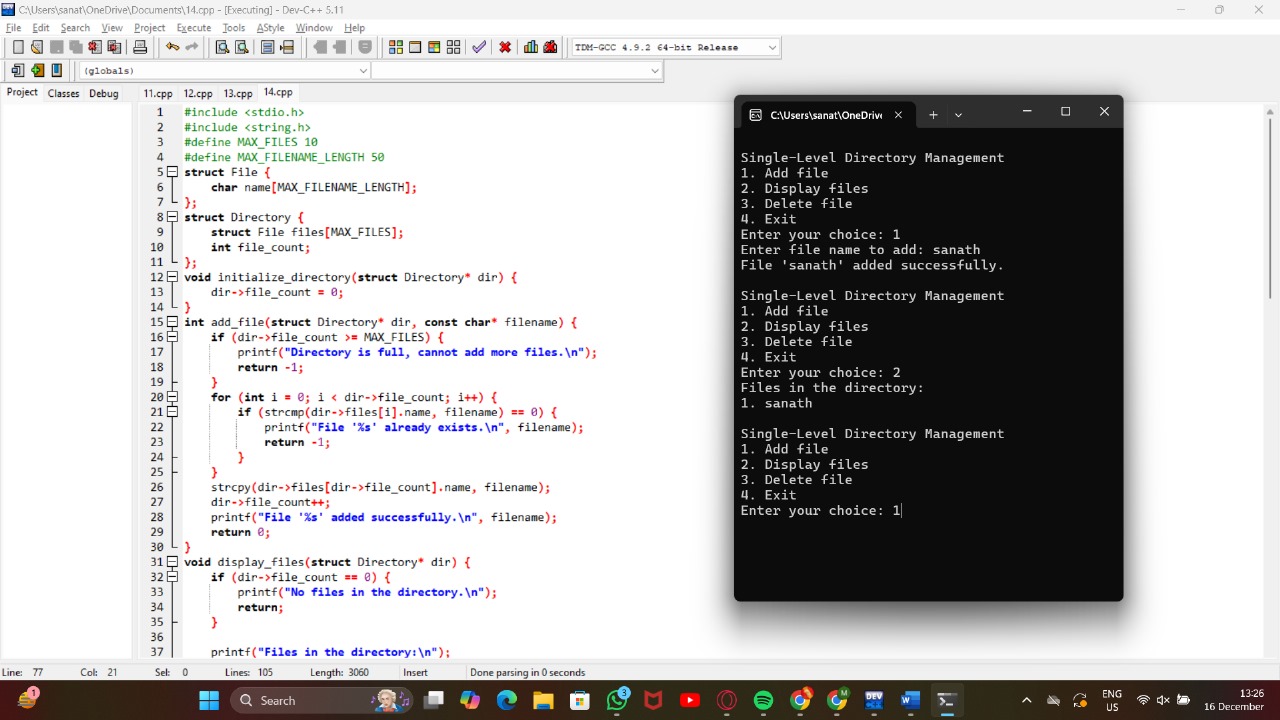 C:\Users\sanat\OneDrive\Documents\14.cpp - [Executing] - Dev-C++ 5.11
File Edit Search View Project Execute Tools AStyle Window Help
TDM-GCC 4.9.2 64-bit Release
(globals)
Project Classes Debug 11.cpp 12.cpp 13.cpp 14.cpp
1 #include <stdio.h>
2 #include <string.h>
3 #define MAX_FILES 10
4 #define MAX_FILENAME_LENGTH 50
5 struct File {
6 char name[MAX_FILENAME_LENGTH];
7 };
8 struct Directory {
9 struct File files[MAX_FILES];
10 int file_count;
11 };
12 void initialize_directory(struct Directory* dir) {
13 dir->file_count = 0;
14 }
15 int add_file(struct Directory* dir, const char* filename) {
16 if (dir->file_count >= MAX_FILES) {
17 printf("Directory is full, cannot add more files.\n");
18 return -1;
19 }
20 for (int i = 0; i < dir->file_count; i++) {
21 if (strcmp(dir->files[i].name, filename) == 0) {
22 printf("File '%s' already exists.\n", filename);
23 return -1;
24 }
25 }
26 strcpy(dir->files[dir->file_count].name, filename);
27 dir->file_count++;
28 printf("File '%s' added successfully.\n", filename);
29 return 0;
30 }
31 void display_files(struct Directory* dir) {
32 if (dir->file_count == 0) {
33 printf("No files in the directory.\n");
34 return;
35 }
36
37 printf("Files in the directory:\n");
C:\Users\sanat\OneDriv
Single-Level Directory Management
1. Add file
2. Display files
3. Delete file
4. Exit
Enter your choice: 1
Enter file name to add: sanath
File 'sanath' added successfully.
Single-Level Directory Management
1. Add file
2. Display files
3. Delete file
4. Exit
Enter your choice: 2
Files in the directory:
1. sanath
Single-Level Directory Management
1. Add file
2. Display files
3. Delete file
4. Exit
Enter your choice: 1
Line: 77 Col: 21 Sel: 0 Lines: 105 Length: 3060 Insert Done parsing in 0 seconds
1 Search 3 M DEV ENG 13:26
US 16 December